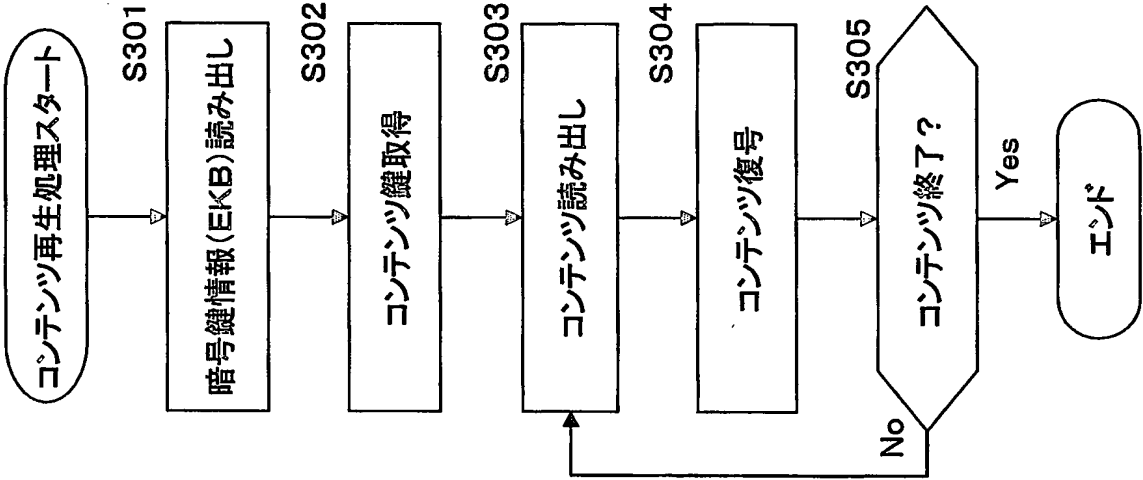 コンテンツ再生処理スタート
S301
暗号鍵情報(EKB)読み出し
S302
コンテンツ鍵取得
S303
コンテンツ読み出し
S304
コンテンツ復号
S305
コンテンツ終了?
No
Yes
エンド